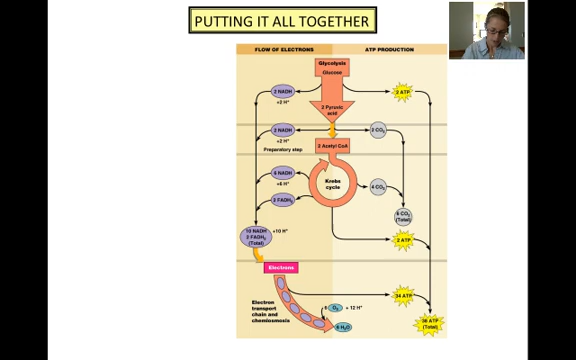 PUTTING IT ALL TOGETHER
FLOW OF ELECTRONS
ATP PRODUCTION
Glycolysis
Glucose
2 NADH
+2 H⁺
2 ATP
2 Pyruvic
acid
2 NADH
+2 H⁺
Preparatory step
2 CO₂
2 Acetyl CoA
6 NADH
+6 H⁺
Krebs
cycle
4 CO₂
2 FADH₂
6 CO₂
(Total)
10 NADH
2 FADH₂
(Total)
+10 H⁺
2 ATP
Electrons
34 ATP
Electron
transport
chain and
chemiosmosis
6 O₂ + 12 H⁺
6 H₂O
(Total)